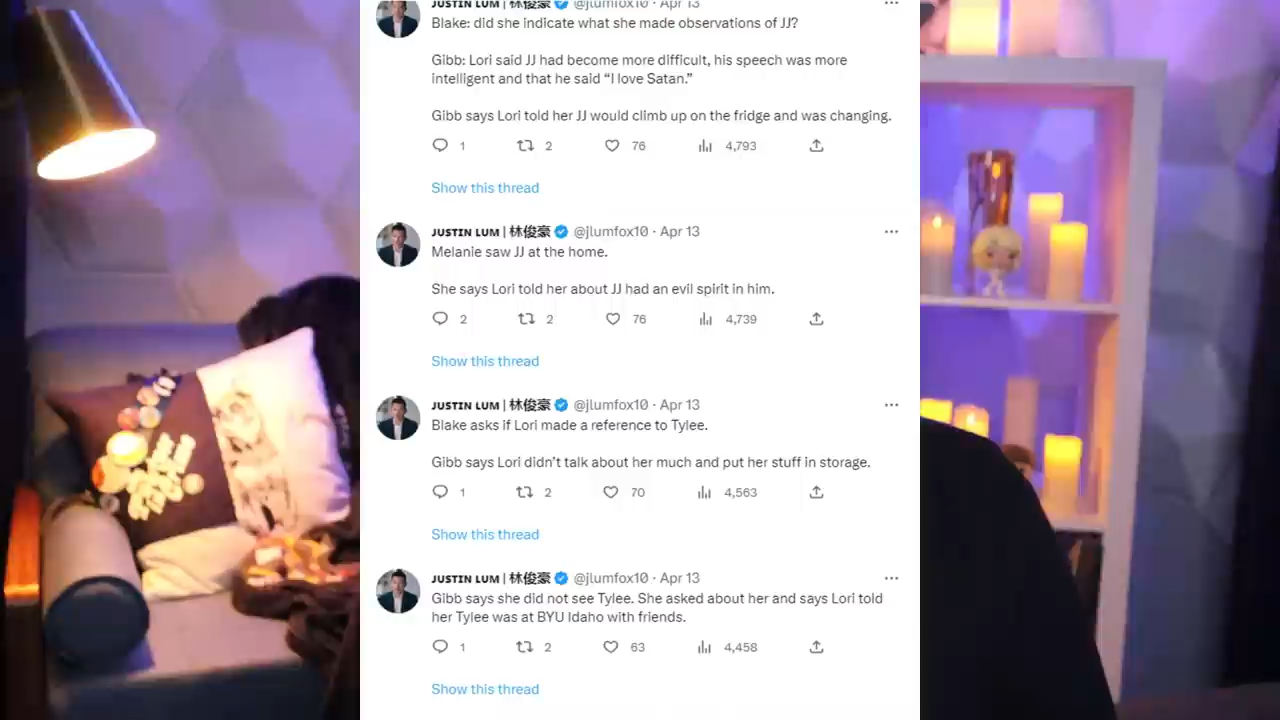 JUSTIN LUM | 林俊豪 @jlumfox10 · Apr 13
Blake: did she indicate what she made observations of JJ?
Gibb: Lori said JJ had become more difficult, his speech was more
intelligent and that he said “I love Satan.”
Gibb says Lori told her JJ would climb up on the fridge and was changing.
1 2 76 4,793
Show this thread
JUSTIN LUM | 林俊豪 @jlumfox10 · Apr 13
Melanie saw JJ at the home.
She says Lori told her about JJ had an evil spirit in him.
2 2 76 4,739
Show this thread
JUSTIN LUM | 林俊豪 @jlumfox10 · Apr 13
Blake asks if Lori made a reference to Tylee.
Gibb says Lori didn’t talk about her much and put her stuff in storage.
1 2 70 4,563
Show this thread
JUSTIN LUM | 林俊豪 @jlumfox10 · Apr 13
Gibb says she did not see Tylee. She asked about her and says Lori told
her Tylee was at BYU Idaho with friends.
1 2 63 4,458
Show this thread